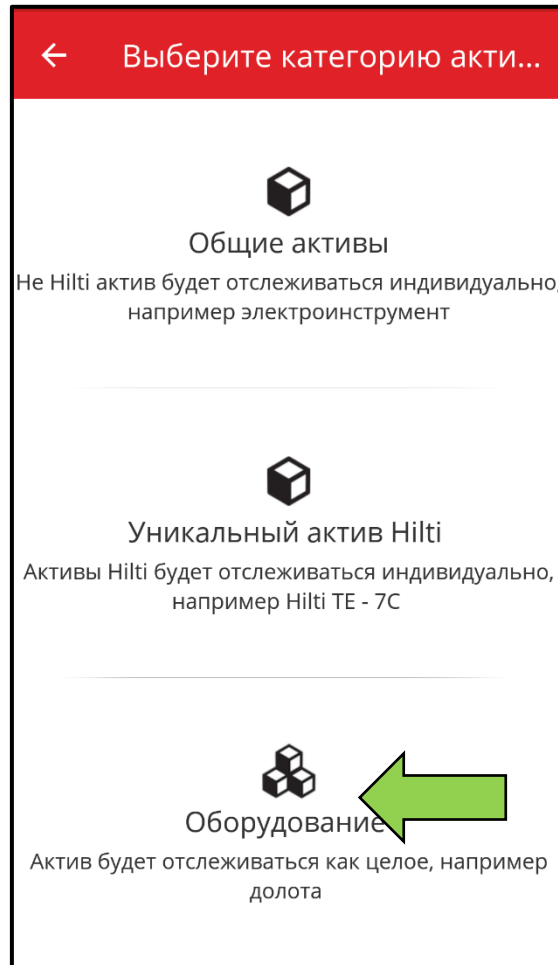 Выберите категорию акти...
Общие активы
Не Hilti актив будет отслеживаться индивидуально,
например электроинструмент
Уникальный актив Hilti
Активы Hilti будет отслеживаться индивидуально,
например Hilti TE - 7C
Оборудование
Актив будет отслеживаться как целое, например
долота